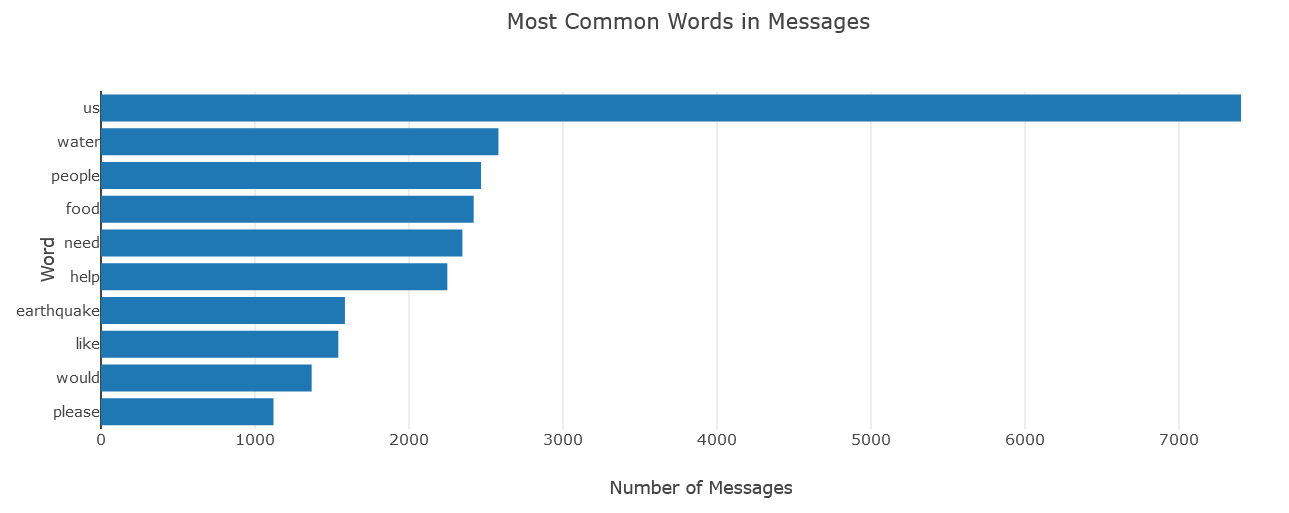 Most Common Words in Messages
us
water
people
food
need
help
earthquake
like
would
please
Word
0 1000 2000 3000 4000 5000 6000 7000
Number of Messages